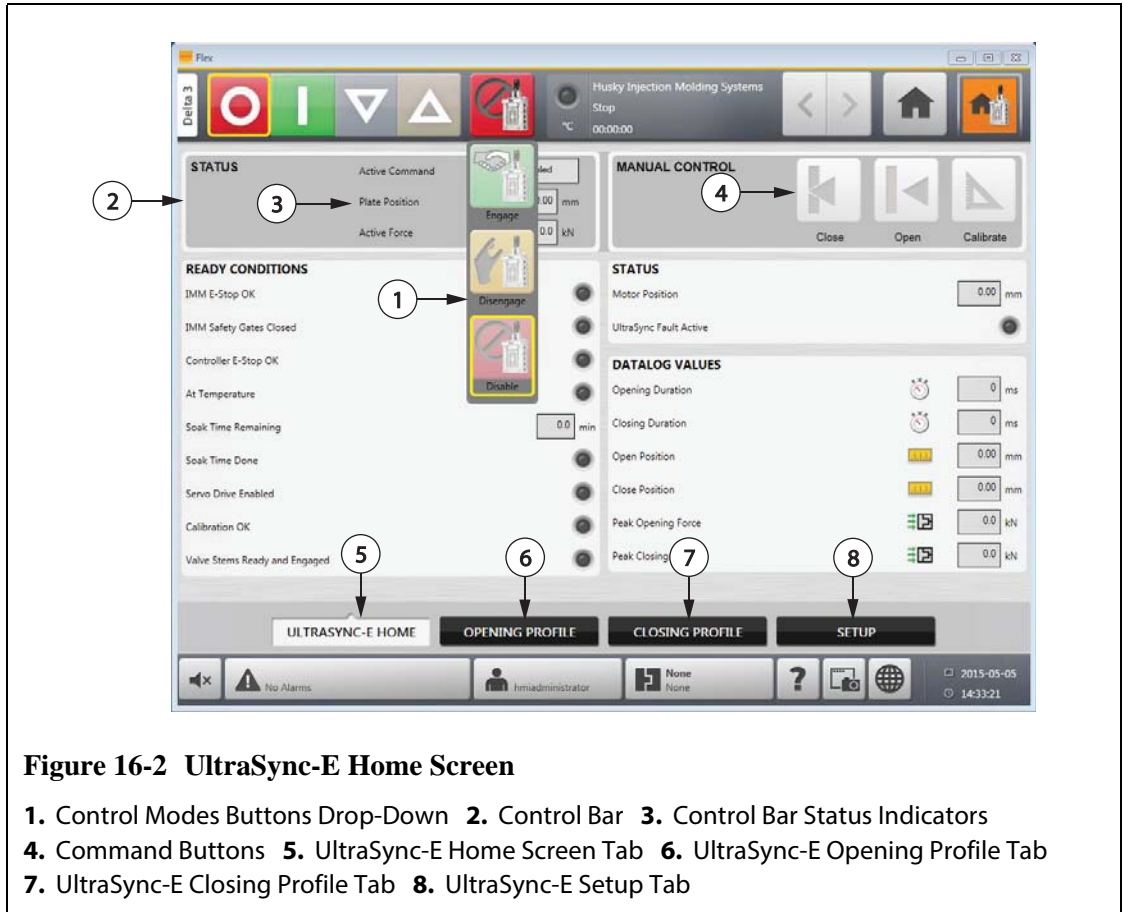 Flex
Delta 3
Husky Injection Molding Systems
Stop
°C 00:00:00
STATUS
Active Command
Plate Position
0.00 mm
Active Force
0.0 kN
Engage
Disengage
Disable
MANUAL CONTROL
Close Open Calibrate
2
3
4
1
READY CONDITIONS
IMM E-Stop OK
IMM Safety Gates Closed
Controller E-Stop OK
At Temperature
Soak Time Remaining 0.0 min
Soak Time Done
Servo Drive Enabled
Calibration OK
Valve Stems Ready and Engaged
STATUS
Motor Position 0.00 mm
UltraSync Fault Active
DATALOG VALUES
Opening Duration 0 ms
Closing Duration 0 ms
Open Position 0.00 mm
Close Position 0.00 mm
Peak Opening Force 0.0 kN
Peak Closing 0.0 kN
5 6 7 8
ULTRASYNC-E HOME OPENING PROFILE CLOSING PROFILE SETUP
No Alarms
hmiadministrator
None
None
?
2015-05-05
14:33:21
Figure 16-2 UltraSync-E Home Screen
1. Control Modes Buttons Drop-Down 2. Control Bar 3. Control Bar Status Indicators
4. Command Buttons 5. UltraSync-E Home Screen Tab 6. UltraSync-E Opening Profile Tab
7. UltraSync-E Closing Profile Tab 8. UltraSync-E Setup Tab